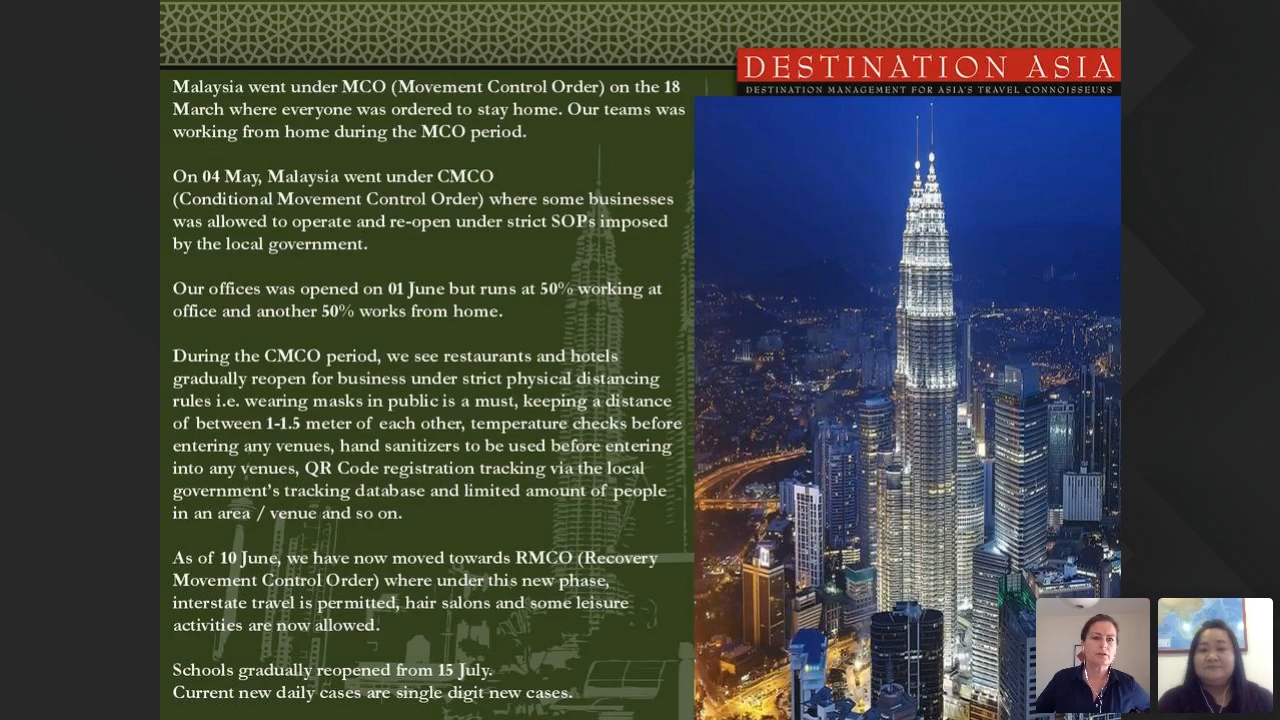 DESTINATION ASIA
DESTINATION MANAGEMENT FOR ASIA'S TRAVEL CONNOISSEURS
Malaysia went under MCO (Movement Control Order) on the 18
March where everyone was ordered to stay home. Our teams was
working from home during the MCO period.
On 04 May, Malaysia went under CMCO
(Conditional Movement Control Order) where some businesses
was allowed to operate and re-open under strict SOPs imposed
by the local government.
Our offices was opened on 01 June but runs at 50% working at
office and another 50% works from home.
During the CMCO period, we see restaurants and hotels
gradually reopen for business under strict physical distancing
rules i.e. wearing masks in public is a must, keeping a distance
of between 1-1.5 meter of each other, temperature checks before
entering any venues, hand sanitizers to be used before entering
into any venues, QR Code registration tracking via the local
government's tracking database and limited amount of people
in an area / venue and so on.
As of 10 June, we have now moved towards RMCO (Recovery
Movement Control Order) where under this new phase,
interstate travel is permitted, hair salons and some leisure
activities are now allowed.
Schools gradually reopened from 15 July.
Current new daily cases are single digit new cases.